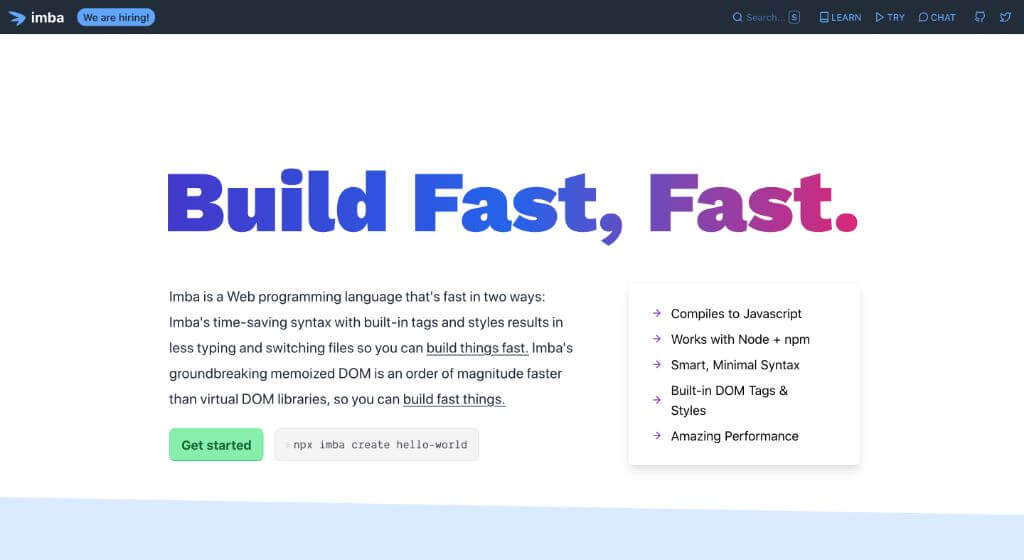 imba
We are hiring!
Search... S
LEARN
TRY
CHAT
Build Fast, Fast.
Imba is a Web programming language that's fast in two ways:
Imba's time-saving syntax with built-in tags and styles results in
less typing and switching files so you can build things fast. Imba's
groundbreaking memoized DOM is an order of magnitude faster
than virtual DOM libraries, so you can build fast things.
Get started
npx imba create hello-world
→ Compiles to Javascript
→ Works with Node + npm
→ Smart, Minimal Syntax
→ Built-in DOM Tags &
Styles
→ Amazing Performance